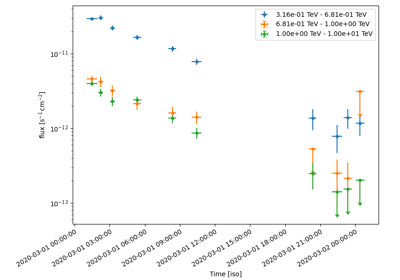 3.16e-01 TeV - 6.81e-01 TeV
6.81e-01 TeV - 1.00e+00 TeV
1.00e+00 TeV - 1.00e+01 TeV
10⁻¹¹
10⁻¹²
10⁻¹³
flux [s⁻¹cm⁻²]
2020-03-01 00:00:00
2020-03-01 03:00:00
2020-03-01 06:00:00
2020-03-01 09:00:00
2020-03-01 12:00:00
2020-03-01 15:00:00
2020-03-01 18:00:00
2020-03-01 21:00:00
2020-03-02 00:00:00
Time [iso]